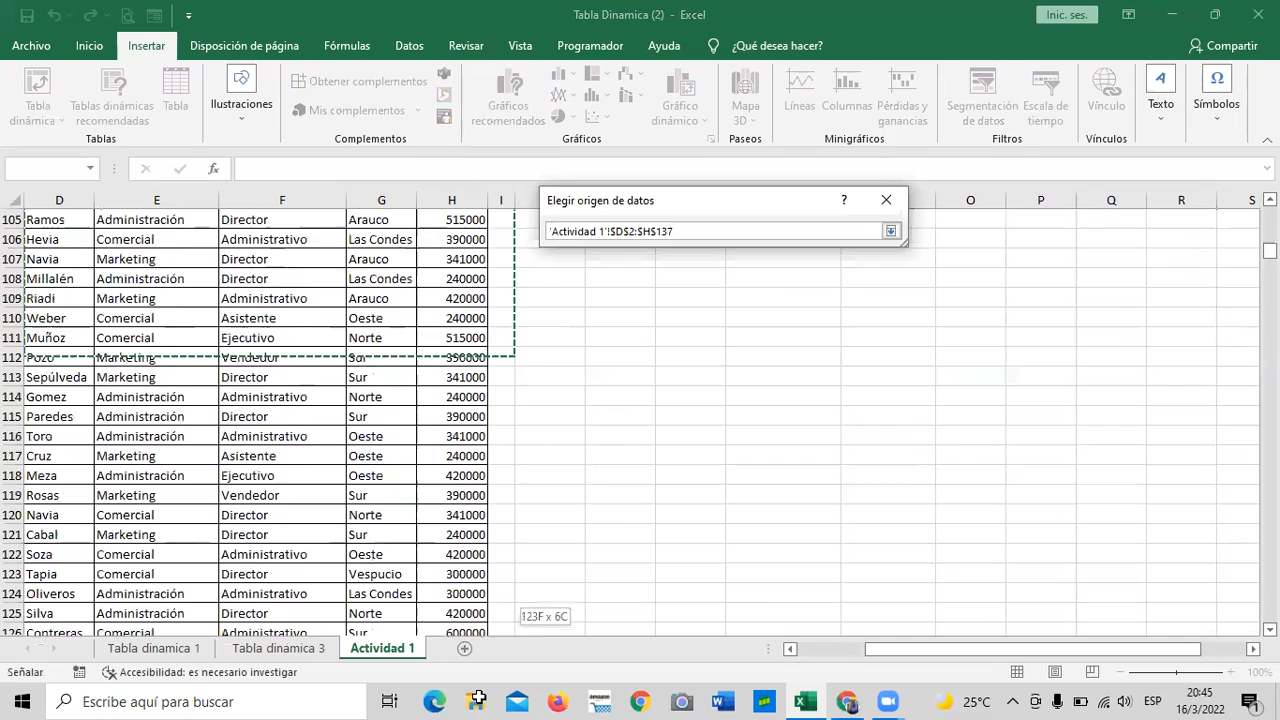 Tabla Dinamica (2) - Excel
Inic. ses.
Archivo Inicio Insertar Disposición de página Fórmulas Datos Revisar Vista Programador Ayuda ¿Qué desea hacer? Compartir
Tabla dinámica Tablas dinámicas recomendadas Tabla Ilustraciones Obtener complementos Mis complementos Gráficos recomendados Gráfico dinámico Mapa 3D Líneas Columnas Pérdidas y ganancias Segmentación de datos Escala de tiempo Vínculo Texto Símbolos
Tablas Complementos Gráficos Paseos Minigráficos Filtros Vínculos
fx
Elegir origen de datos ?
'Actividad 1'!$D$2:$H$137
D E F G H I O P Q R S
105 Ramos Administración Director Arauco 515000
106 Hevia Comercial Administrativo Las Condes 390000
107 Navia Marketing Director Arauco 341000
108 Millalén Administración Director Las Condes 240000
109 Riadi Marketing Administrativo Arauco 420000
110 Weber Comercial Asistente Oeste 240000
111 Muñoz Comercial Ejecutivo Norte 515000
112 Pozo Marketing Vendedor Sur 390000
113 Sepúlveda Marketing Director Sur 341000
114 Gomez Administración Administrativo Norte 240000
115 Paredes Administración Director Sur 390000
116 Toro Administración Administrativo Oeste 341000
117 Cruz Marketing Asistente Oeste 240000
118 Meza Administración Ejecutivo Oeste 420000
119 Rosas Marketing Vendedor Sur 390000
120 Navia Comercial Director Norte 341000
121 Cabal Marketing Director Sur 240000
122 Soza Comercial Administrativo Oeste 420000
123 Tapia Comercial Director Vespucio 300000
124 Oliveros Administración Administrativo Las Condes 300000
125 Silva Administración Director Norte 420000
126 Contreras Comercial Administrativo Sur 600000
123F x 6C
Tabla dinamica 1 Tabla dinamica 3 Actividad 1
Señalar Accesibilidad: es necesario investigar 100%
Escribe aquí para buscar 25°C ESP 20:45
16/3/2022